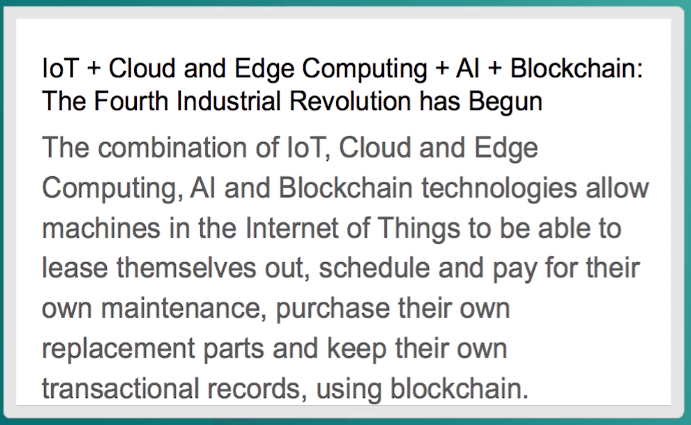 IoT + Cloud and Edge Computing + AI + Blockchain:
The Fourth Industrial Revolution has Begun
The combination of IoT, Cloud and Edge
Computing, AI and Blockchain technologies allow
machines in the Internet of Things to be able to
lease themselves out, schedule and pay for their
own maintenance, purchase their own
replacement parts and keep their own
transactional records, using blockchain.